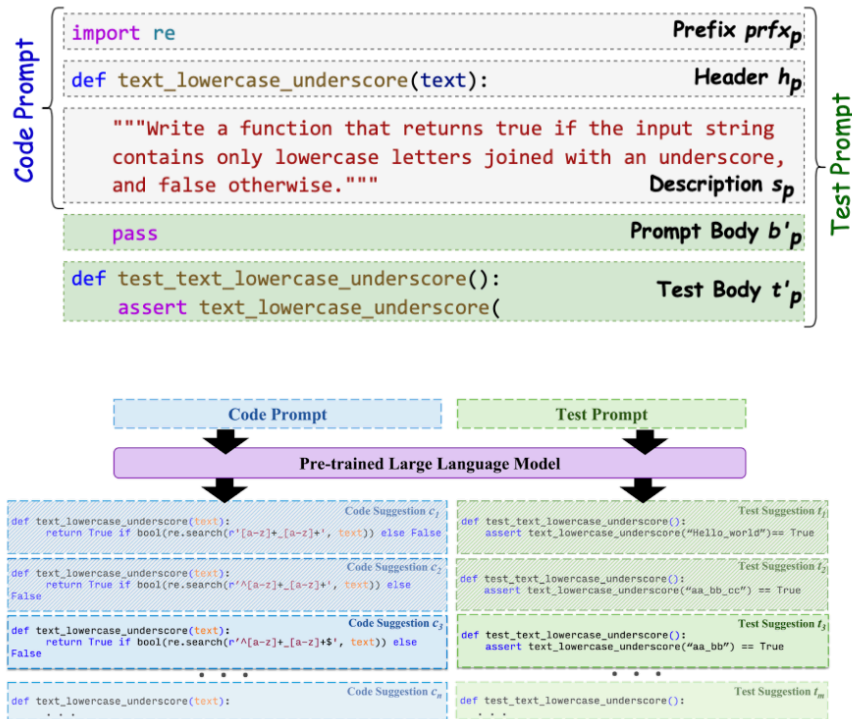 Code Prompt
import re
Prefix prfx_p
def text_lowercase_underscore(text):
Header h_p
"""Write a function that returns true if the input string
contains only lowercase letters joined with an underscore,
and false otherwise."""
Description s_p
pass
Prompt Body b'_p
def test_text_lowercase_underscore():
assert text_lowercase_underscore(
Test Body t'_p
Test Prompt
Code Prompt
Test Prompt
Pre-trained Large Language Model
Code Suggestion c_1
def text_lowercase_underscore(text):
return True if bool(re.search(r'[a-z]+_[a-z]+', text)) else False
Test Suggestion t_1
def test_text_lowercase_underscore():
assert text_lowercase_underscore(“Hello_world”)== True
Code Suggestion c_2
def text_lowercase_underscore(text):
return True if bool(re.search(r’^[a-z]+_[a-z]+', text)) else
False
Test Suggestion t_2
def test_text_lowercase_underscore():
assert text_lowercase_underscore(“aa_bb_cc”) == True
Code Suggestion c_3
def text_lowercase_underscore(text):
return True if bool(re.search(r’^[a-z]+_[a-z]+$', text)) else
False
Test Suggestion t_3
def test_text_lowercase_underscore():
assert text_lowercase_underscore(“aa_bb”) == True
• • •
• • •
Code Suggestion c_n
def text_lowercase_underscore(text):
. . .
Test Suggestion t_m
def test_text_lowercase_underscore():
. . .